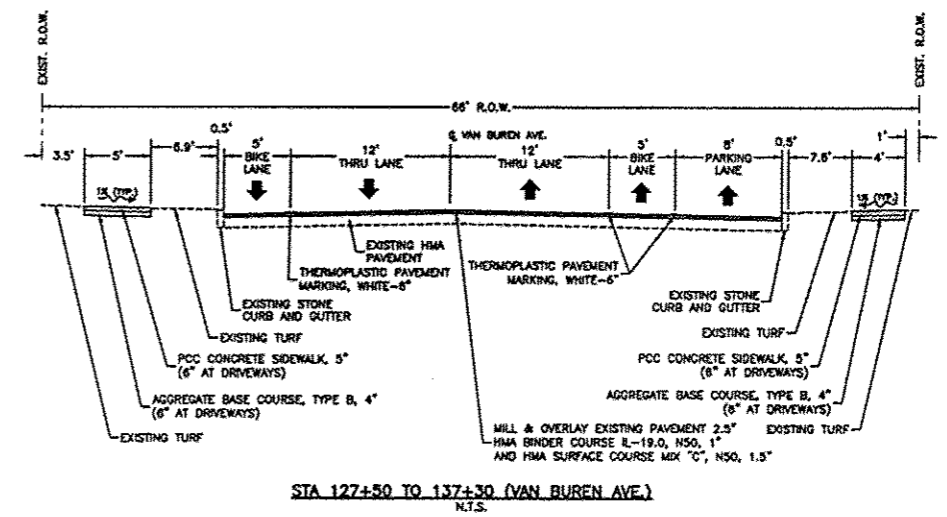 EXIST. R.O.W.
EXIST. R.O.W.
66' R.O.W.
3.5'
5'
6.9'
0.5'
5'
BIKE
LANE
12'
THRU LANE
℄ VAN BUREN AVE.
12'
THRU LANE
5'
BIKE
LANE
8'
PARKING
LANE
0.5'
7.6'
4'
1'
1% (TYP.)
1% (TYP.)
EXISTING HMA
PAVEMENT
THERMOPLASTIC PAVEMENT
MARKING, WHITE-6"
THERMOPLASTIC PAVEMENT
MARKING, WHITE-6"
EXISTING STONE
CURB AND GUTTER
EXISTING STONE
CURB AND GUTTER
EXISTING TURF
EXISTING TURF
PCC CONCRETE SIDEWALK, 5"
(6" AT DRIVEWAYS)
PCC CONCRETE SIDEWALK, 5"
(6" AT DRIVEWAYS)
AGGREGATE BASE COURSE, TYPE B, 4"
(6" AT DRIVEWAYS)
AGGREGATE BASE COURSE, TYPE B, 4"
(6" AT DRIVEWAYS)
EXISTING TURF
EXISTING TURF
MILL & OVERLAY EXISTING PAVEMENT 2.5"
HMA BINDER COURSE IL-19.0, N50, 1"
AND HMA SURFACE COURSE MIX "C", N50, 1.5"
STA 127+50 TO 137+30 (VAN BUREN AVE.)
N.T.S.